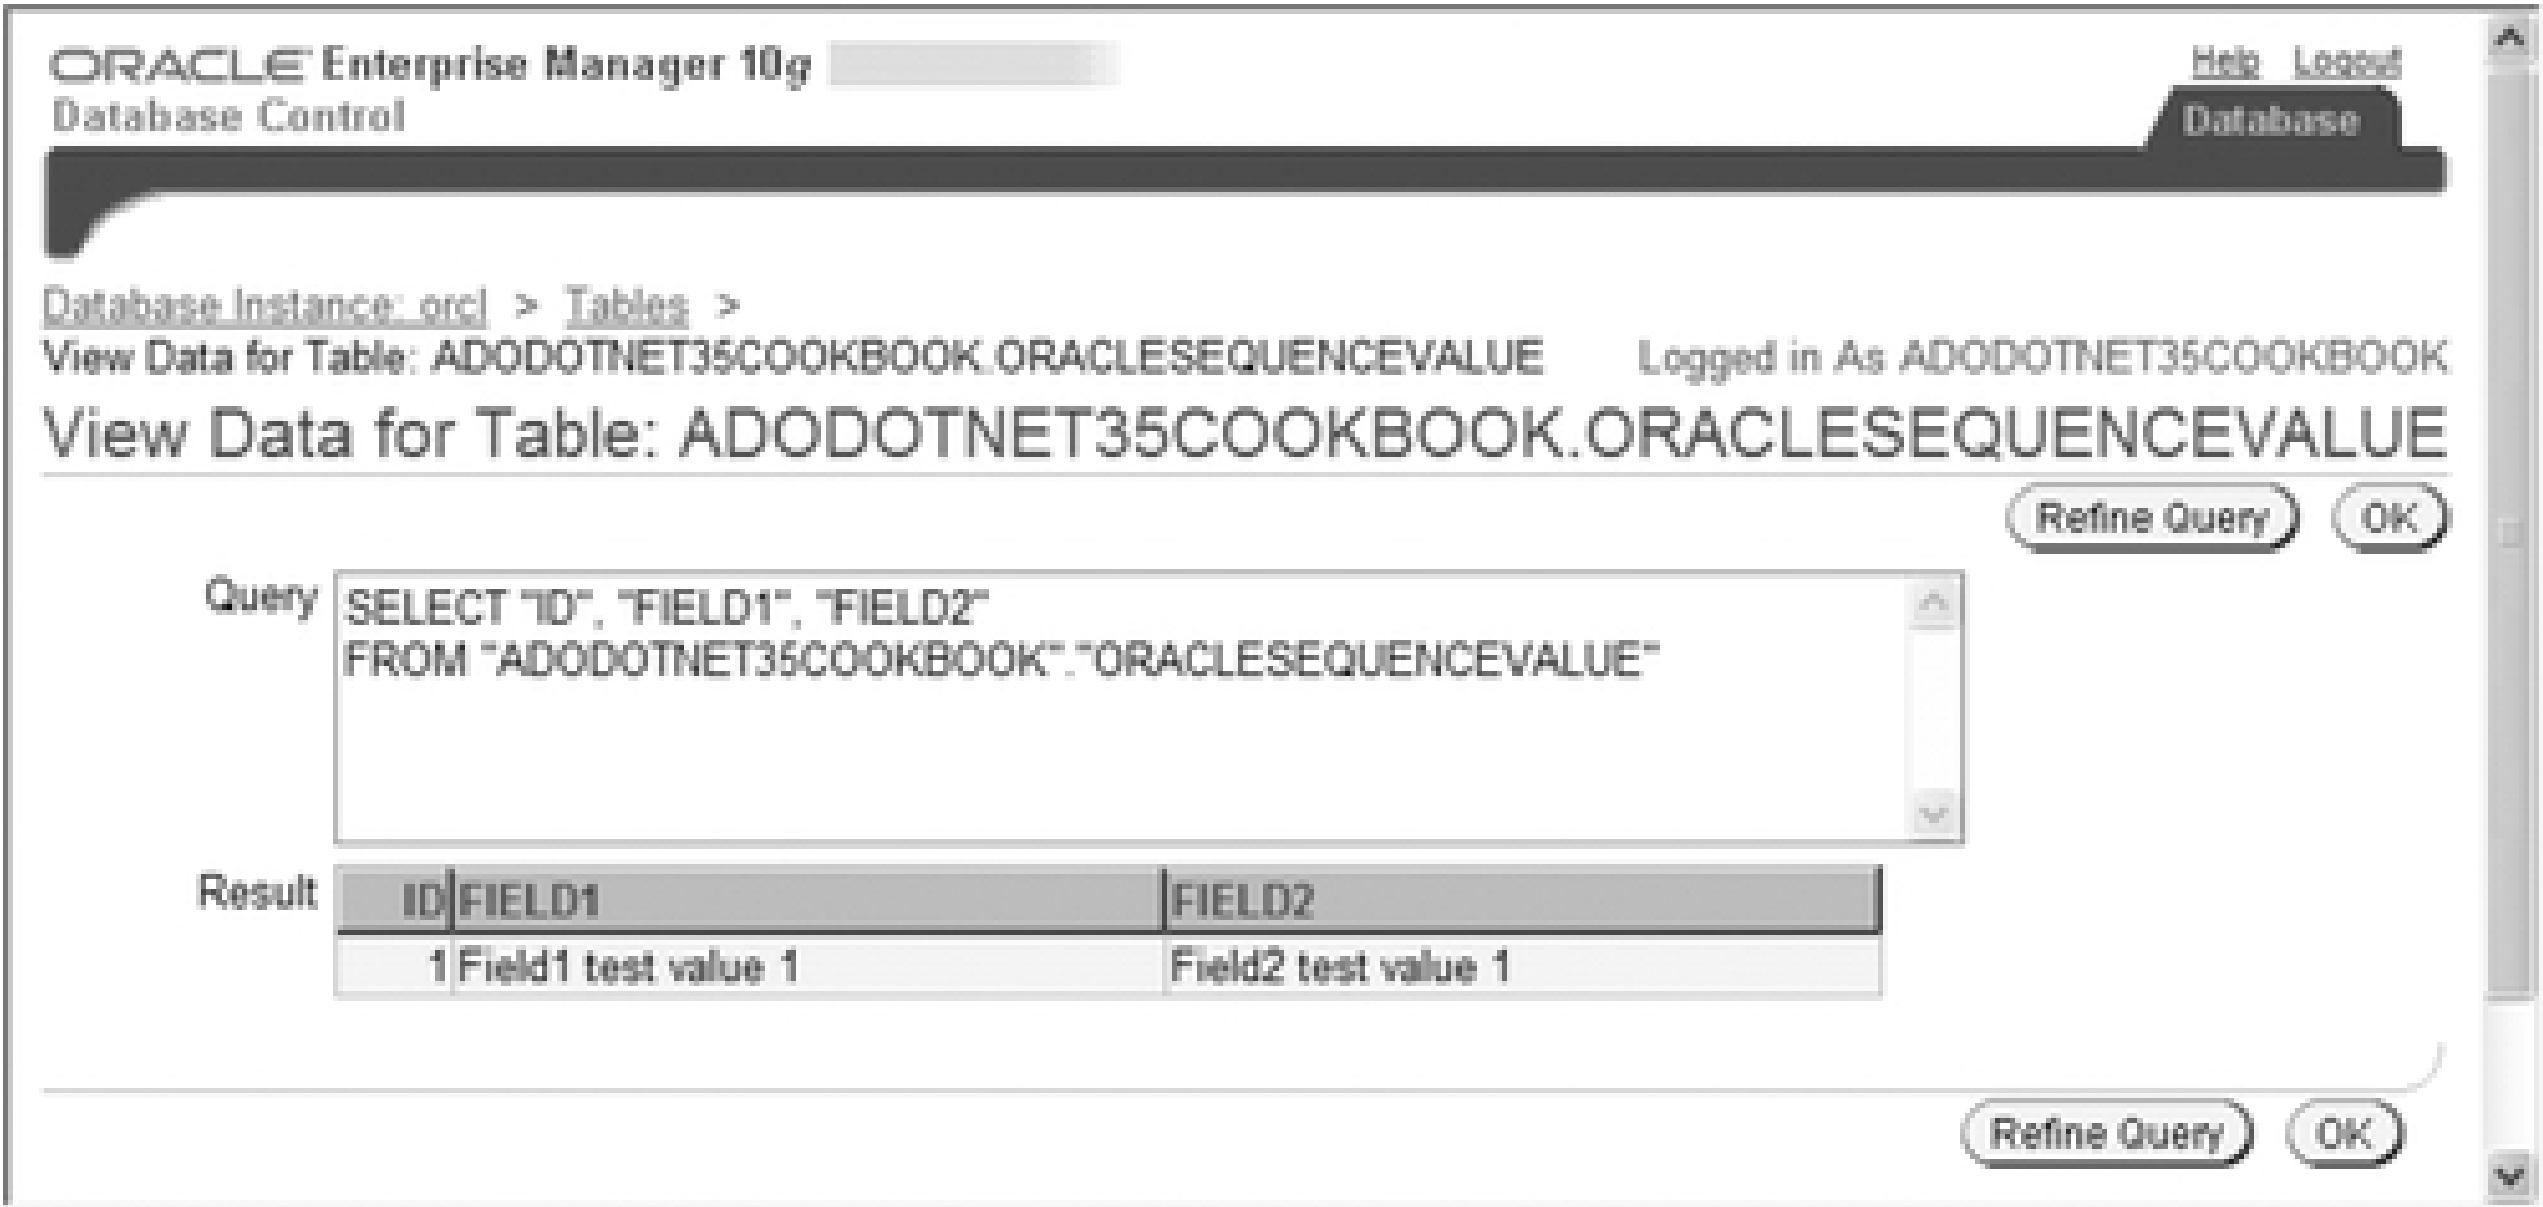 ORACLE Enterprise Manager 10g
Database Control
Help Logout
Database
Database Instance: orcl > Tables >
View Data for Table: ADODOTNET35COOKBOOK.ORACLESEQUENCEVALUE Logged in As ADODOTNET35COOKBOOK
View Data for Table: ADODOTNET35COOKBOOK.ORACLESEQUENCEVALUE
Refine Query OK
Query SELECT "ID", "FIELD1", "FIELD2"
FROM "ADODOTNET35COOKBOOK"."ORACLESEQUENCEVALUE"
Result ID FIELD1 FIELD2
1 Field1 test value 1 Field2 test value 1
Refine Query OK